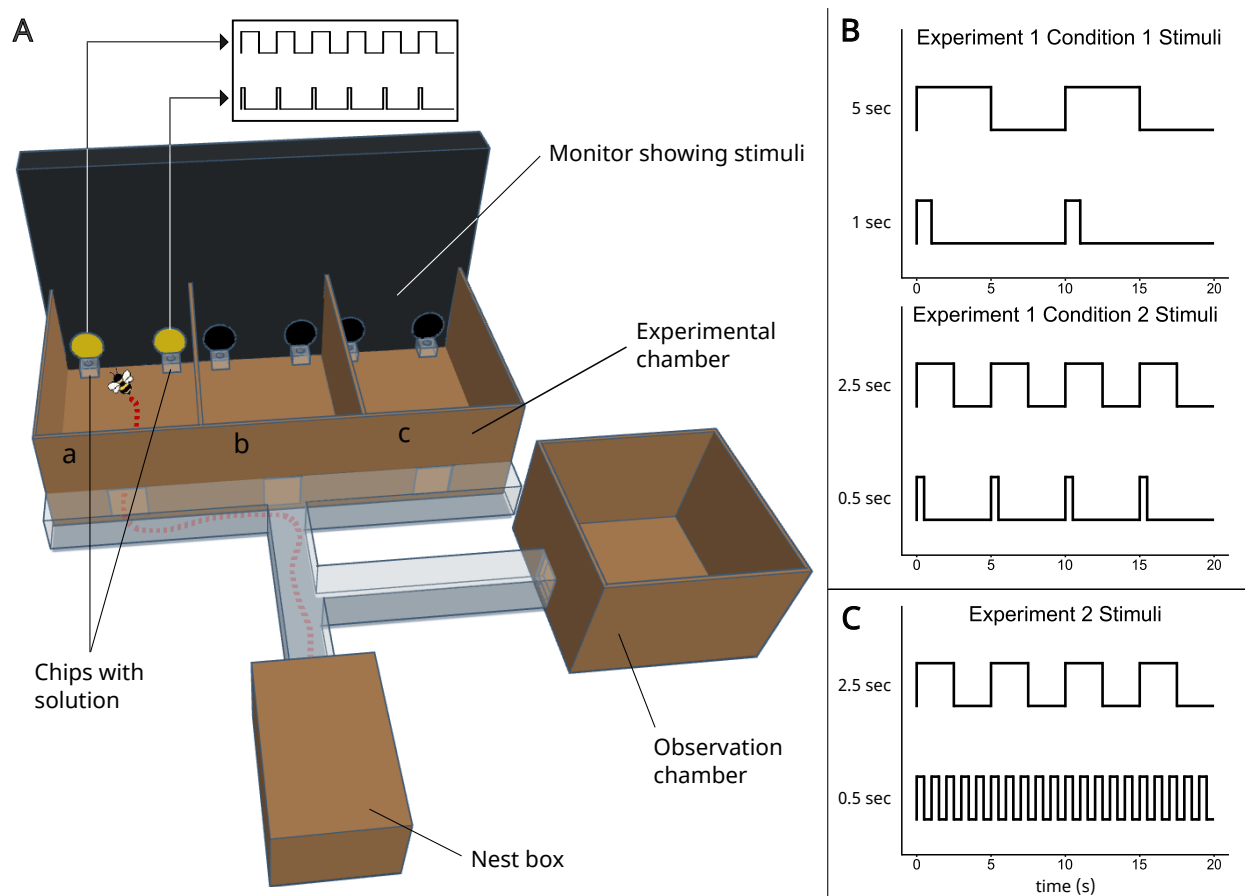 A
Monitor showing stimuli
Experimental
chamber
a
b
c
Chips with
solution
Observation
chamber
Nest box
B
Experiment 1 Condition 1 Stimuli
5 sec
1 sec
0 5 10 15 20
Experiment 1 Condition 2 Stimuli
2.5 sec
0.5 sec
0 5 10 15 20
C
Experiment 2 Stimuli
2.5 sec
0.5 sec
0 5 10 15 20
time (s)